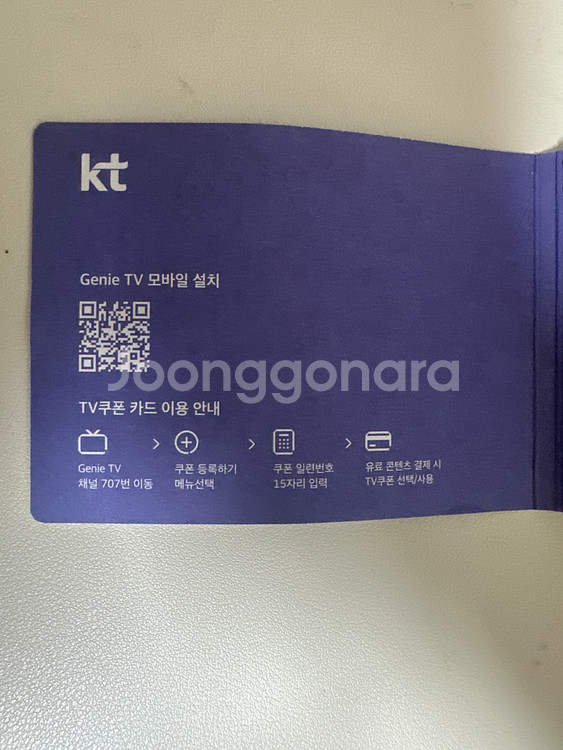 kt
Genie TV 모바일 설치
Joonggonara
TV쿠폰 카드 이용 안내
Genie TV
채널 707번 이동
쿠폰 등록하기
메뉴선택
쿠폰 일련번호
15자리 입력
유료 콘텐츠 결제 시
TV쿠폰 선택/사용